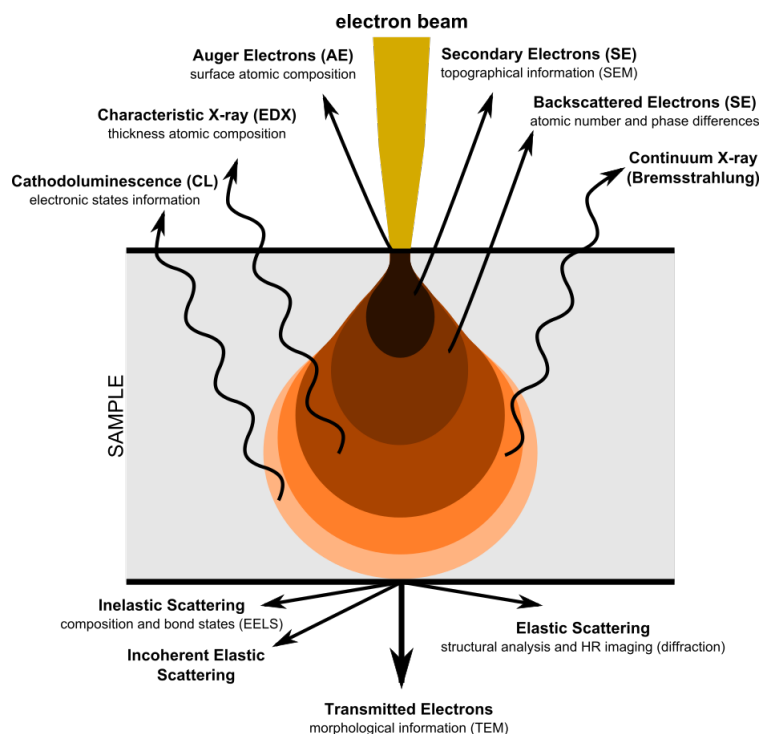 electron beam
Auger Electrons (AE)
surface atomic composition
Secondary Electrons (SE)
topographical information (SEM)
Characteristic X-ray (EDX)
thickness atomic composition
Backscattered Electrons (SE)
atomic number and phase differences
Cathodoluminescence (CL)
electronic states information
Continuum X-ray
(Bremsstrahlung)
SAMPLE
Inelastic Scattering
composition and bond states (EELS)
Incoherent Elastic
Scattering
Elastic Scattering
structural analysis and HR imaging (diffraction)
Transmitted Electrons
morphological information (TEM)